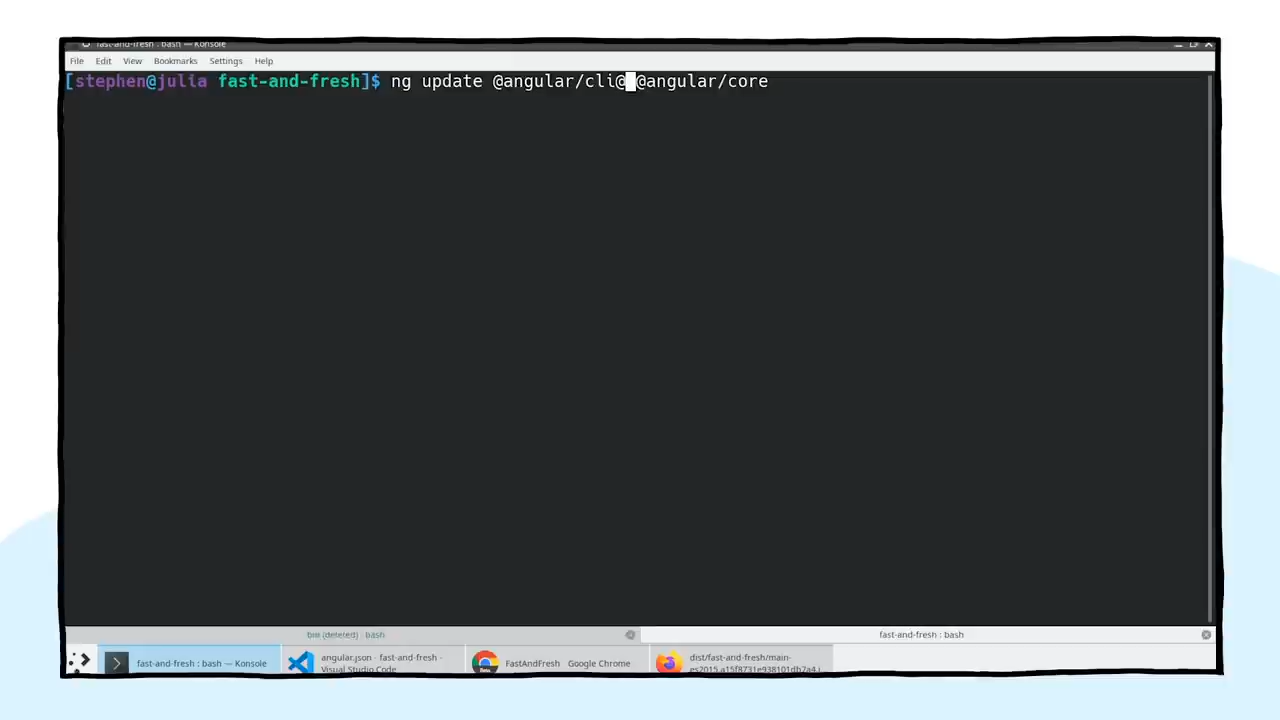 fast-and-fresh : bash — Konsole
File Edit View Bookmarks Settings Help
[stephen@julia fast-and-fresh]$ ng update @angular/cli@ @angular/core
bin (deleted) : bash
fast-and-fresh : bash
fast-and-fresh : bash — Konsole
angular.json - fast-and-fresh -
Visual Studio Code
FastAndFresh Google Chrome
dist/fast-and-fresh/main-